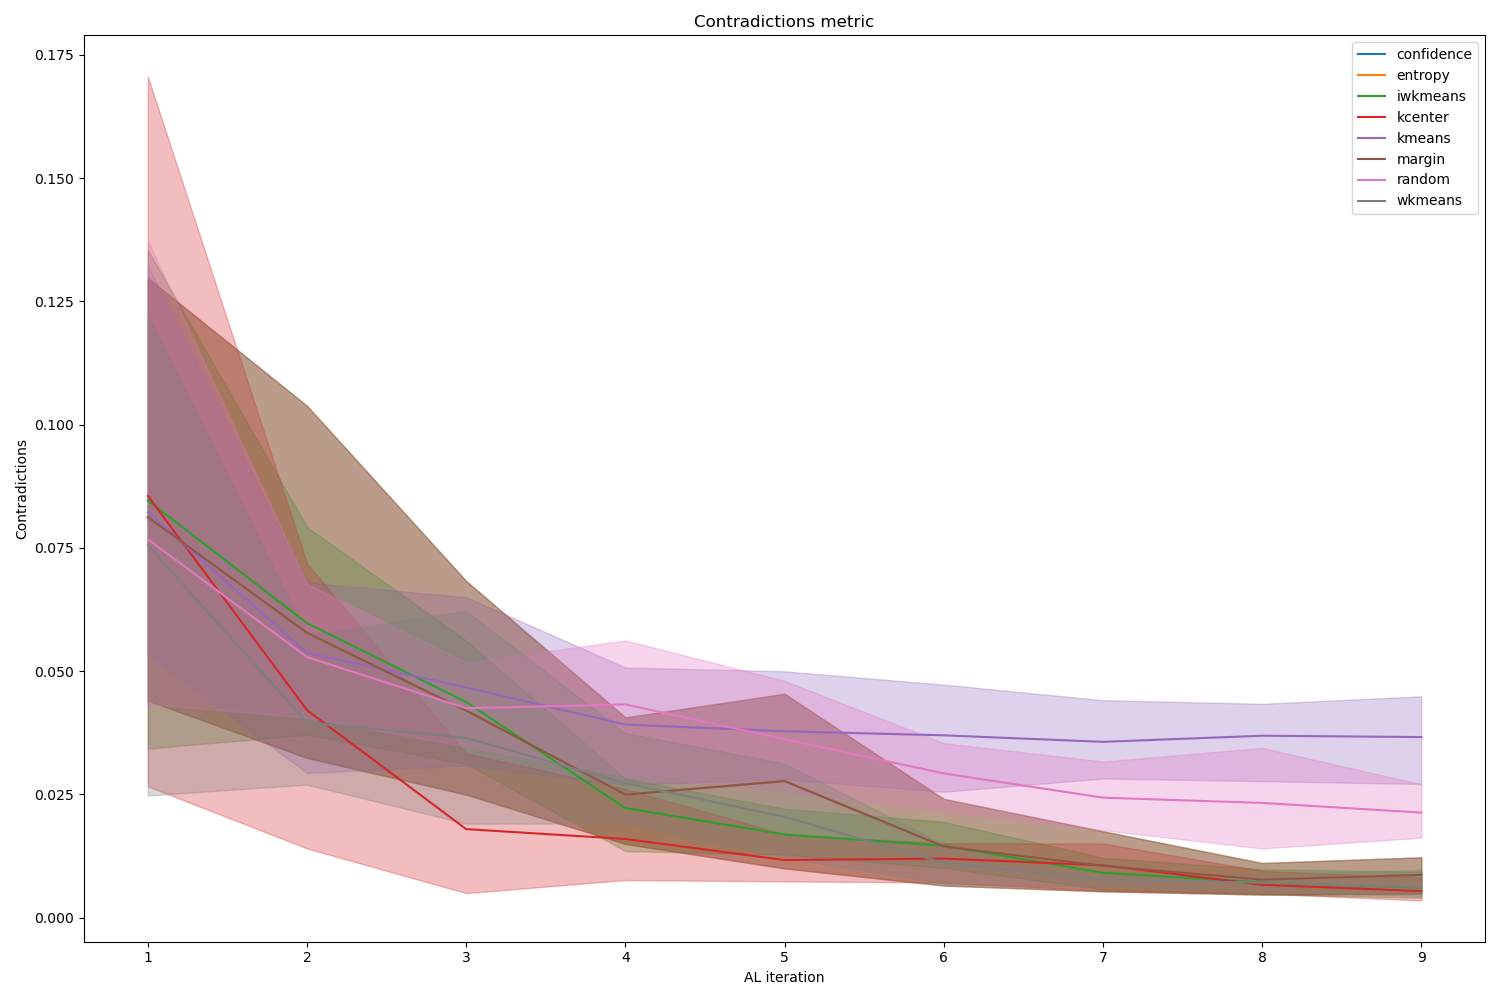 Contradictions metric
confidence
entropy
iwkmeans
kcenter
kmeans
margin
random
wkmeans
Contradictions
0.175
0.150
0.125
0.100
0.075
0.050
0.025
0.000
1 2 3 4 5 6 7 8 9
AL iteration